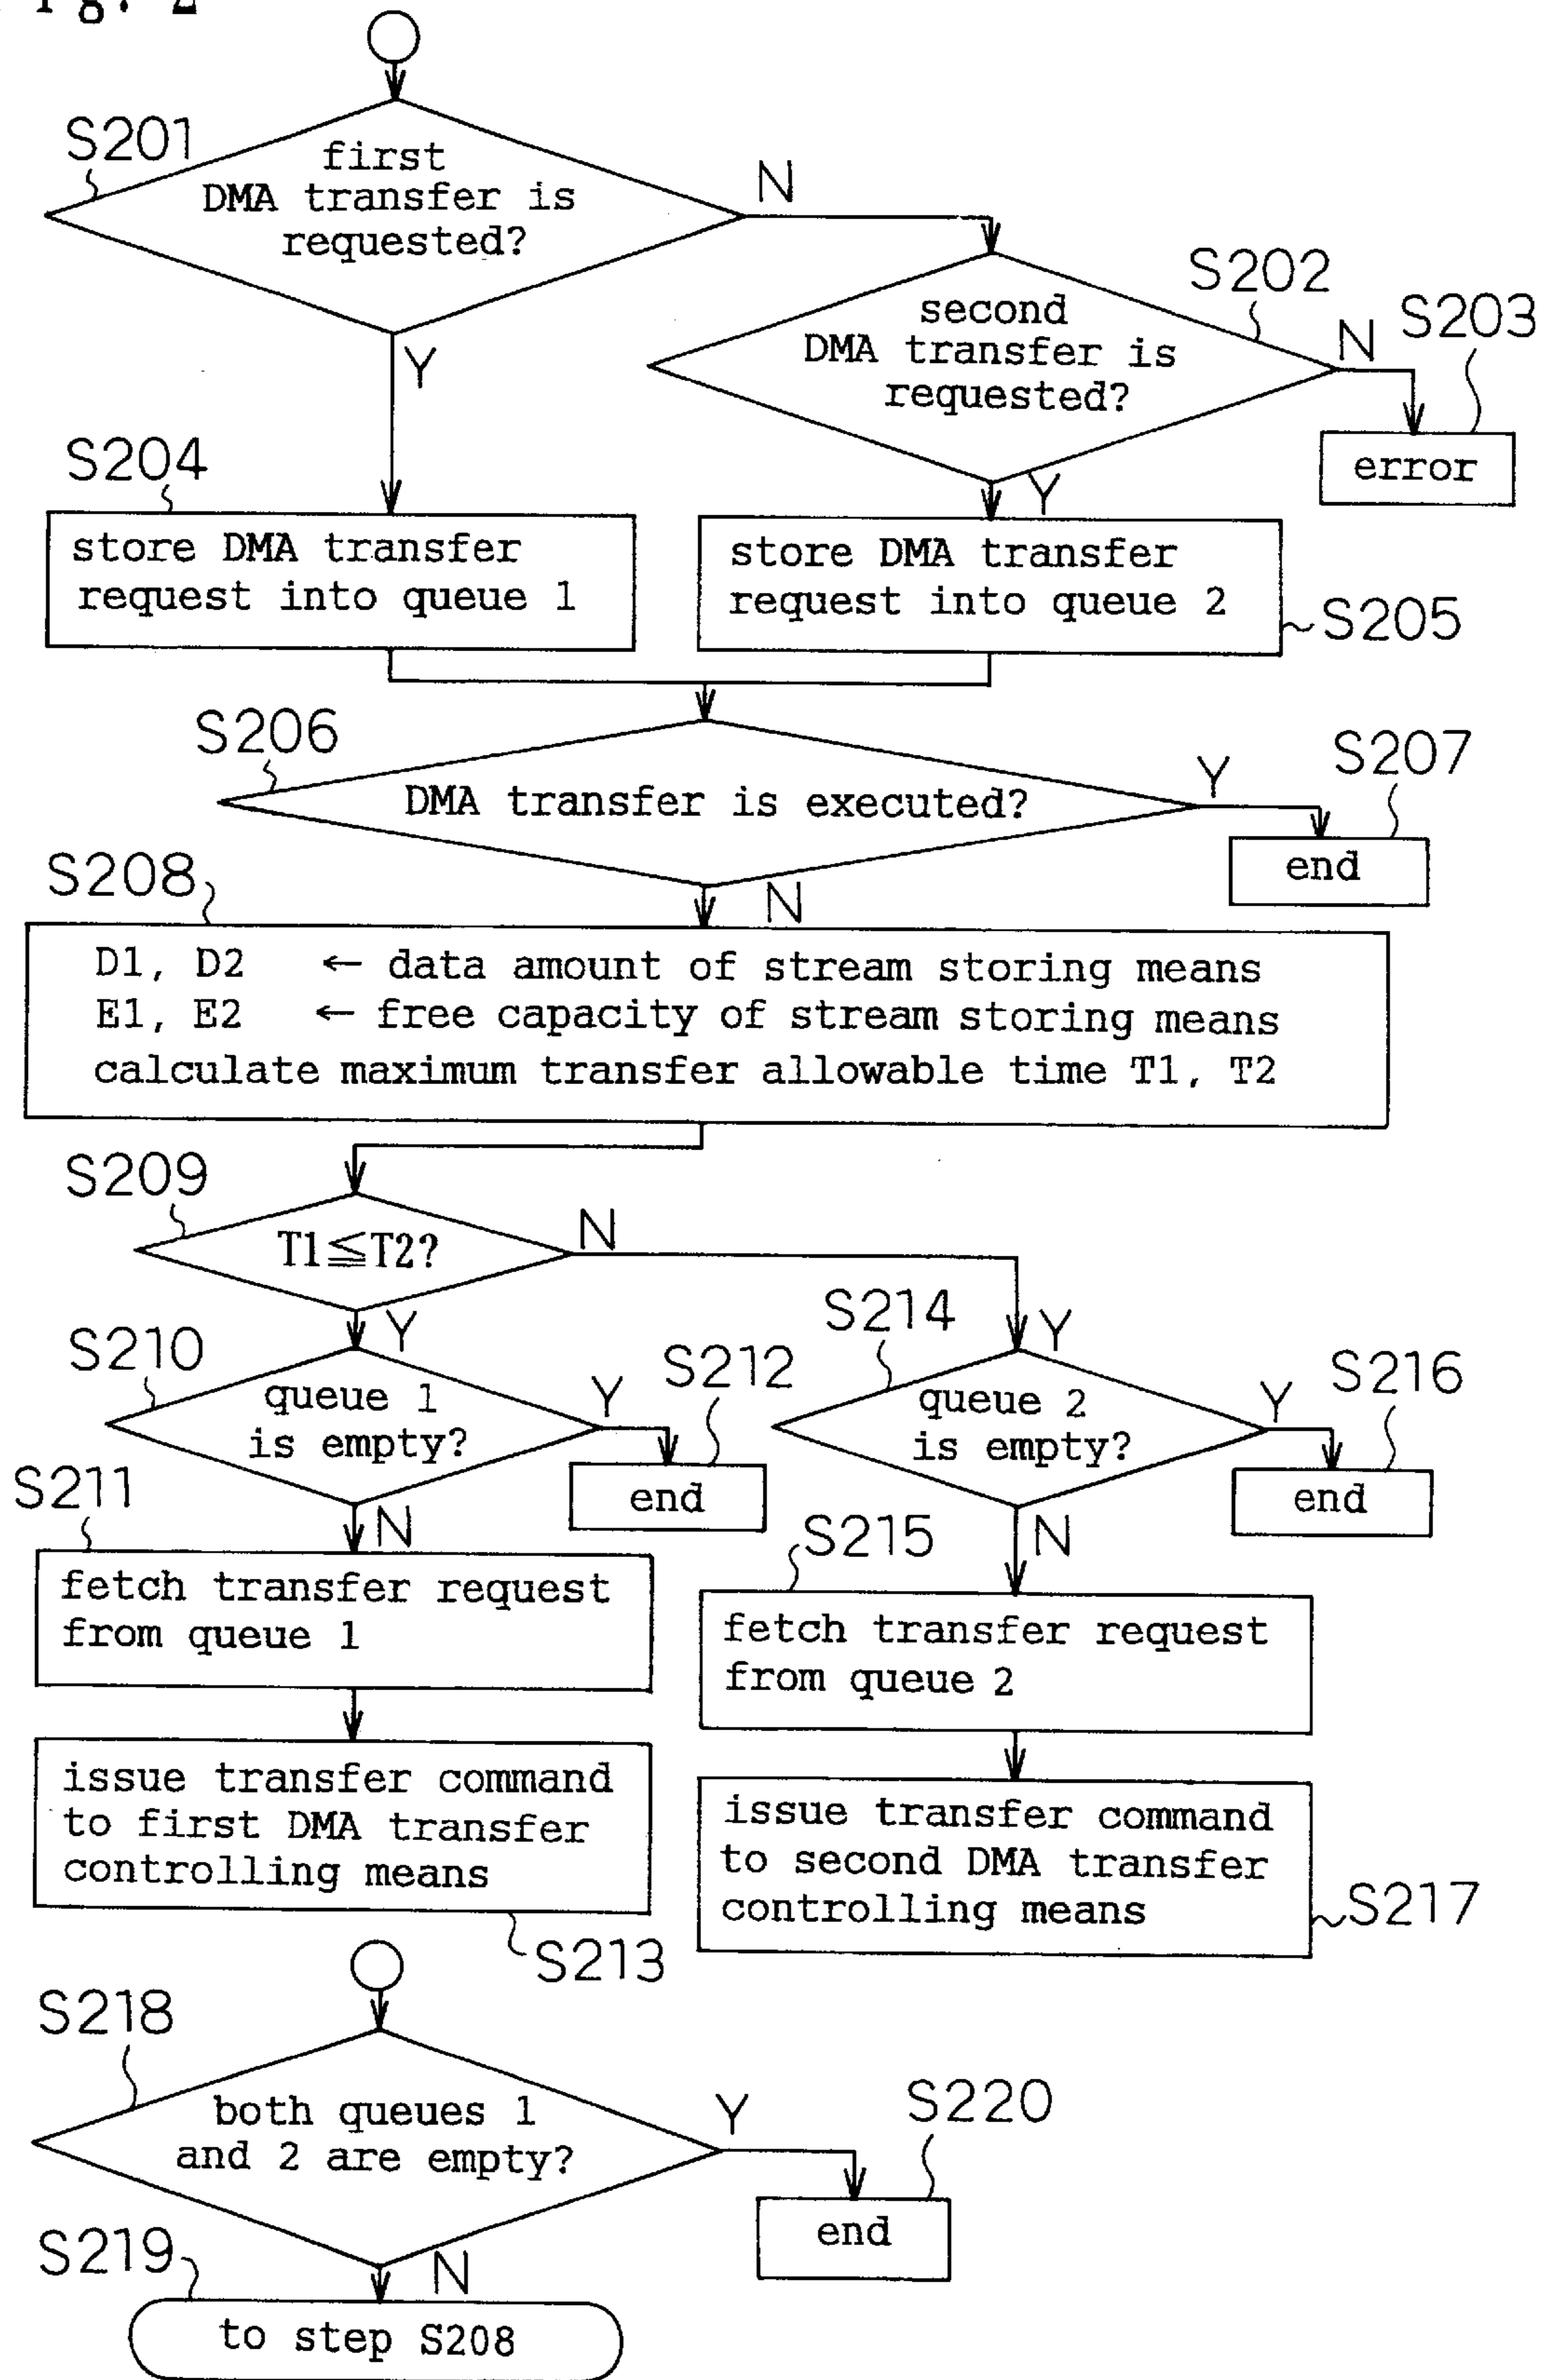 Fig. 2
S201
first
DMA transfer is
requested?
N
Y
S202
second
DMA transfer is
requested?
N
S203
error
Y
S204
store DMA transfer
request into queue 1
store DMA transfer
request into queue 2
S205
S206
DMA transfer is executed?
Y
S207
end
N
S208
D1, D2 ← data amount of stream storing means
E1, E2 ← free capacity of stream storing means
calculate maximum transfer allowable time T1, T2
S209
T1≦T2?
N
Y
S210
queue 1
is empty?
Y
S212
end
N
S214
Y
queue 2
is empty?
Y
S216
end
N
S211
fetch transfer request
from queue 1
S215
fetch transfer request
from queue 2
issue transfer command
to first DMA transfer
controlling means
S213
issue transfer command
to second DMA transfer
controlling means
S217
S218
both queues 1
and 2 are empty?
Y
S220
end
N
S219
to step S208